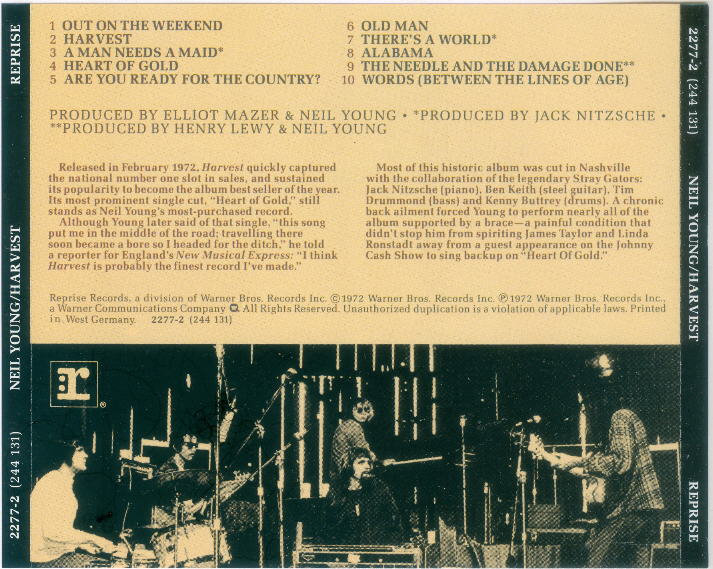 REPRISE
NEIL YOUNG/HARVEST
2277-2 (244 131)
1 OUT ON THE WEEKEND
2 HARVEST
3 A MAN NEEDS A MAID*
4 HEART OF GOLD
5 ARE YOU READY FOR THE COUNTRY?
6 OLD MAN
7 THERE'S A WORLD*
8 ALABAMA
9 THE NEEDLE AND THE DAMAGE DONE**
10 WORDS (BETWEEN THE LINES OF AGE)
PRODUCED BY ELLIOT MAZER & NEIL YOUNG • *PRODUCED BY JACK NITZSCHE •
**PRODUCED BY HENRY LEWY & NEIL YOUNG
Released in February 1972, Harvest quickly captured
the national number one slot in sales, and sustained
its popularity to become the album best seller of the year.
Its most prominent single cut, “Heart of Gold,” still
stands as Neil Young's most-purchased record.
Although Young later said of that single, “this song
put me in the middle of the road; travelling there
soon became a bore so I headed for the ditch,” he told
a reporter for England's New Musical Express: “I think
Harvest is probably the finest record I've made.”
Most of this historic album was cut in Nashville
with the collaboration of the legendary Stray Gators:
Jack Nitzsche (piano), Ben Keith (steel guitar), Tim
Drummond (bass) and Kenny Buttrey (drums). A chronic
back ailment forced Young to perform nearly all of the
album supported by a brace—a painful condition that
didn't stop him from spiriting James Taylor and Linda
Ronstadt away from a guest appearance on the Johnny
Cash Show to sing backup on “Heart Of Gold.”
Reprise Records, a division of Warner Bros. Records Inc. ©1972 Warner Bros. Records Inc. ℗1972 Warner Bros. Records Inc.,
a Warner Communications Company. All Rights Reserved. Unauthorized duplication is a violation of applicable laws. Printed
in West Germany. 2277-2 (244 131)
r ®
2277-2 (244 131)
NEIL YOUNG/HARVEST
REPRISE